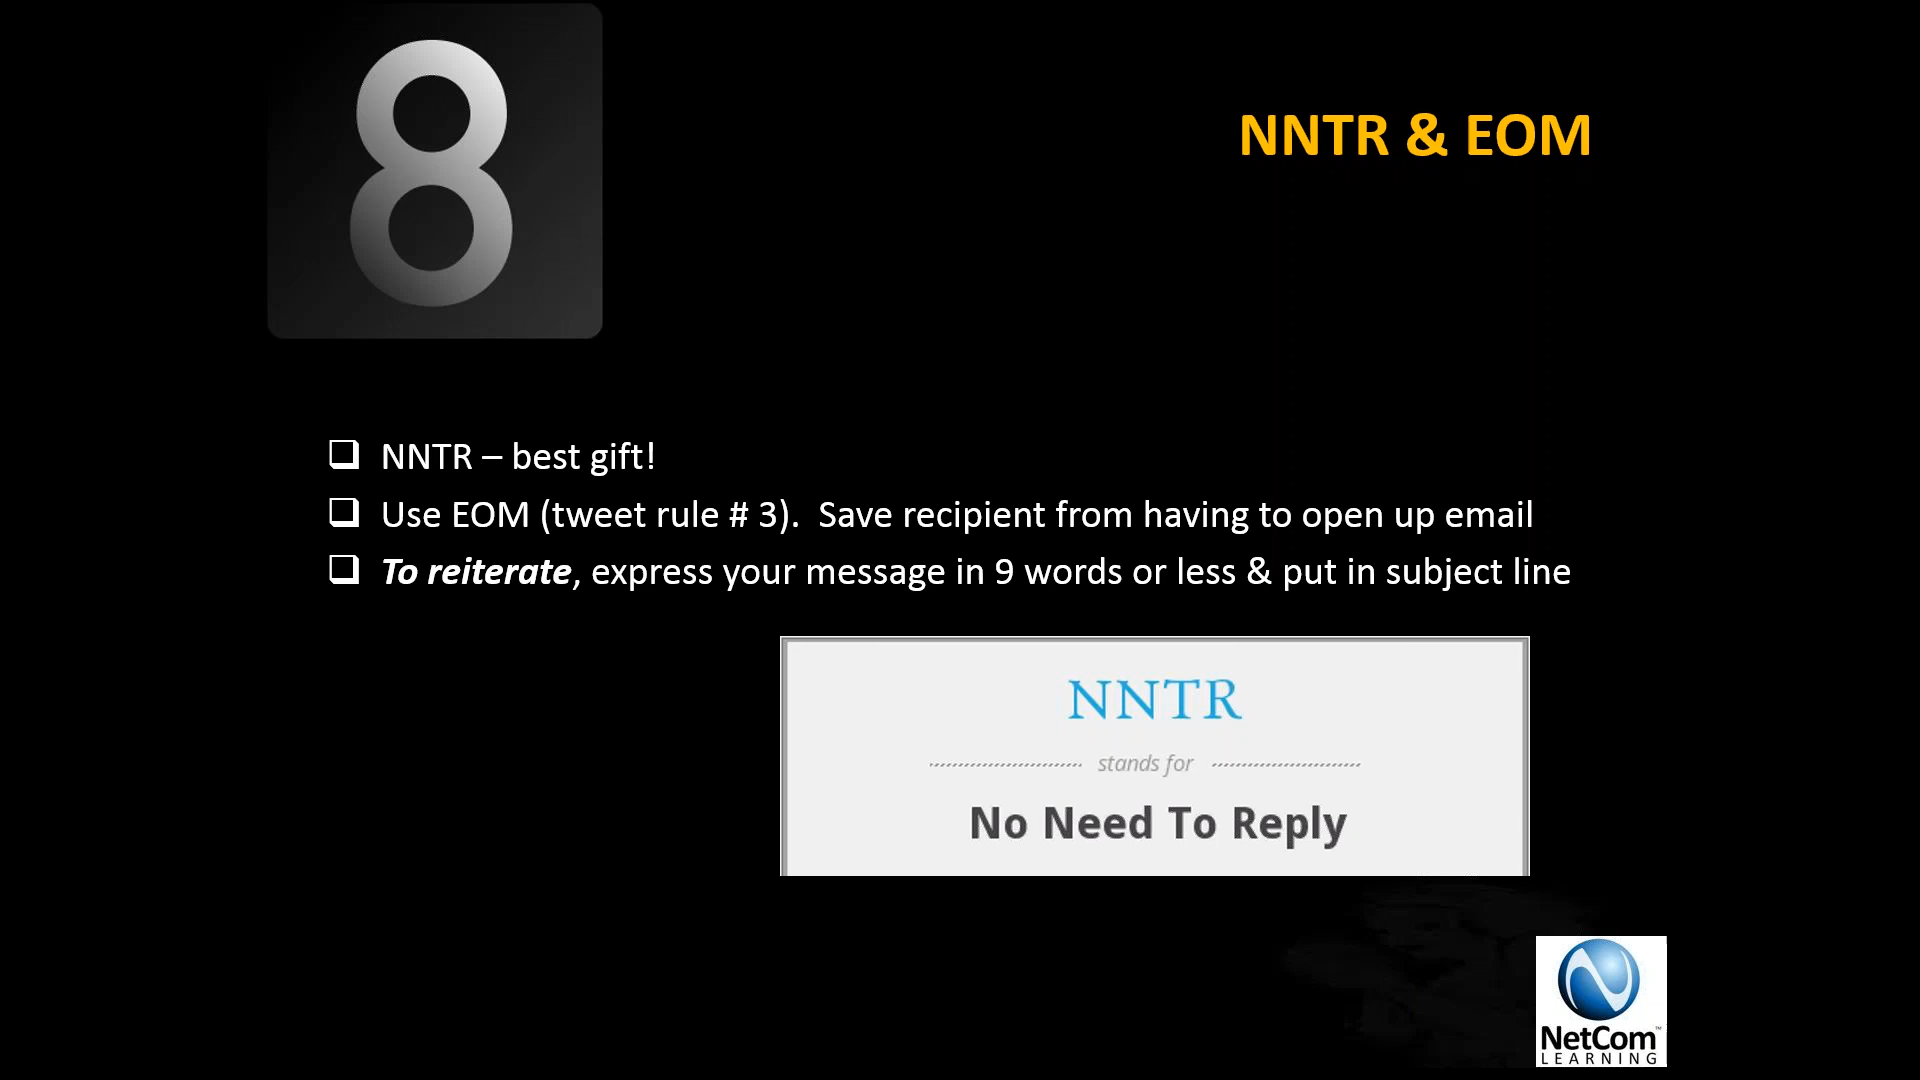 8
NNTR & EOM
NNTR – best gift!
Use EOM (tweet rule # 3).  Save recipient from having to open up email
To reiterate, express your message in 9 words or less & put in subject line
NNTR
stands for
No Need To Reply
NetCom™
LEARNING